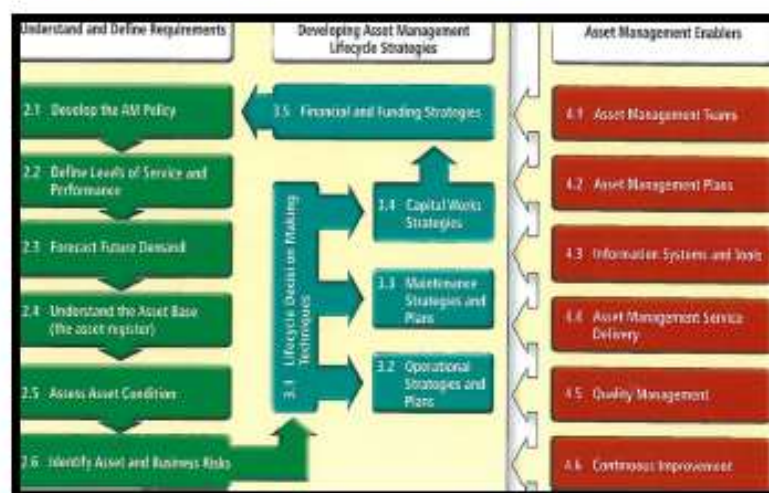 Understand and Define Requirements
2.1 Develop the AM Policy
2.2 Define Levels of Service and
Performance
2.3 Forecast Future Demand
2.4 Understand the Asset Base
(the asset register)
2.5 Assess Asset Condition
2.6 Identify Asset and Business Risks
Developing Asset Management
Lifecycle Strategies
3.5 Financial and Funding Strategies
3.4 Capital Works
Strategies
3.3 Maintenance
Strategies and
Plans
3.2 Operational
Strategies and
Plans
3.1 Lifecycle Decision Making
Techniques
Asset Management Enablers
4.1 Asset Management Teams
4.2 Asset Management Plans
4.3 Information Systems and Tools
4.4 Asset Management Service
Delivery
4.5 Quality Management
4.6 Continuous Improvement